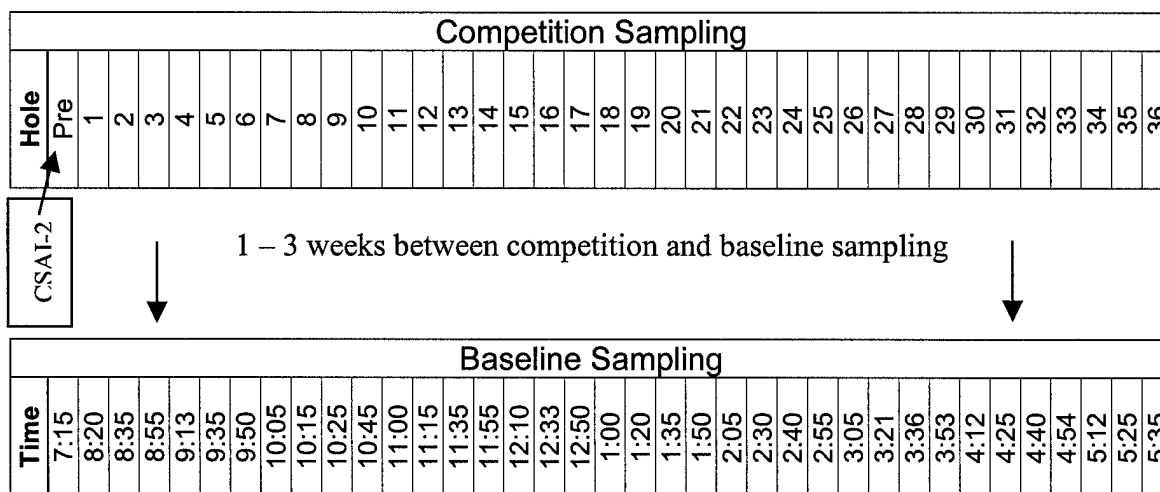 Competition Sampling
Hole Pre 1 2 3 4 5 6 7 8 9 10 11 12 13 14 15 16 17 18 19 20 21 22 23 24 25 26 27 28 29 30 31 32 33 34 35 36
CSAI-2
1 – 3 weeks between competition and baseline sampling
Baseline Sampling
Time 7:15 8:20 8:35 8:55 9:13 9:35 9:50 10:05 10:15 10:25 10:45 11:00 11:15 11:35 11:55 12:10 12:33 12:50 1:00 1:20 1:35 1:50 2:05 2:30 2:40 2:55 3:05 3:21 3:36 3:53 4:12 4:25 4:40 4:54 5:12 5:25 5:35